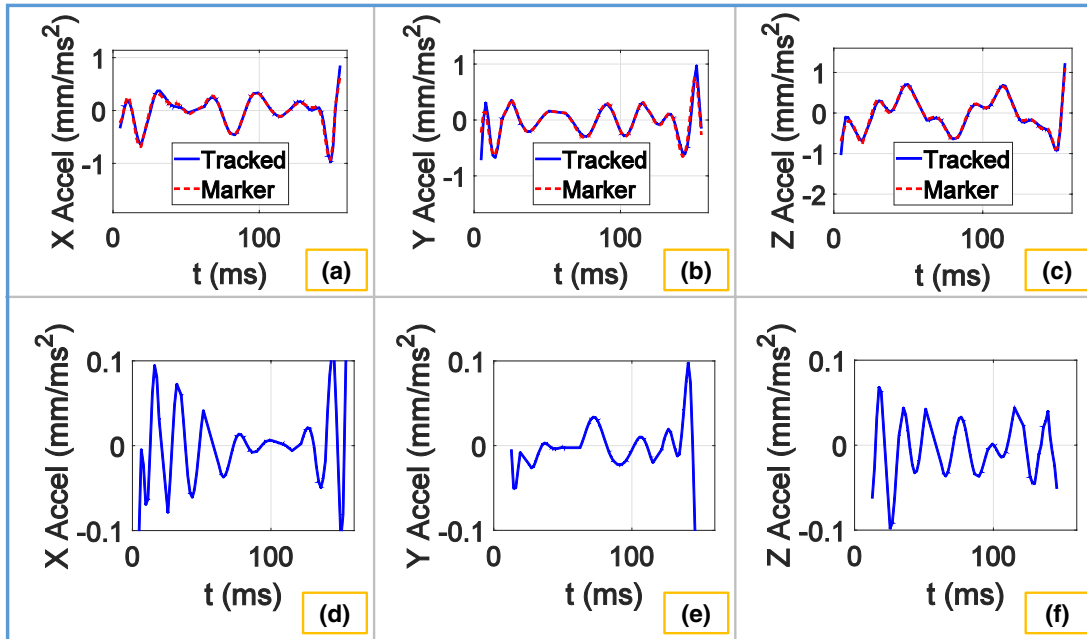 X Accel (mm/ms²)
1
0
-1
Tracked
Marker
0
100
t (ms)
(a)
Y Accel (mm/ms²)
1
0
-1
Tracked
Marker
0
100
t (ms)
(b)
Z Accel (mm/ms²)
1
0
-1
-2
Tracked
Marker
0
100
t (ms)
(c)
X Accel (mm/ms²)
0.1
0
-0.1
0
100
t (ms)
(d)
Y Accel (mm/ms²)
0.1
0
-0.1
0
100
t (ms)
(e)
Z Accel (mm/ms²)
0.1
0
-0.1
0
100
t (ms)
(f)